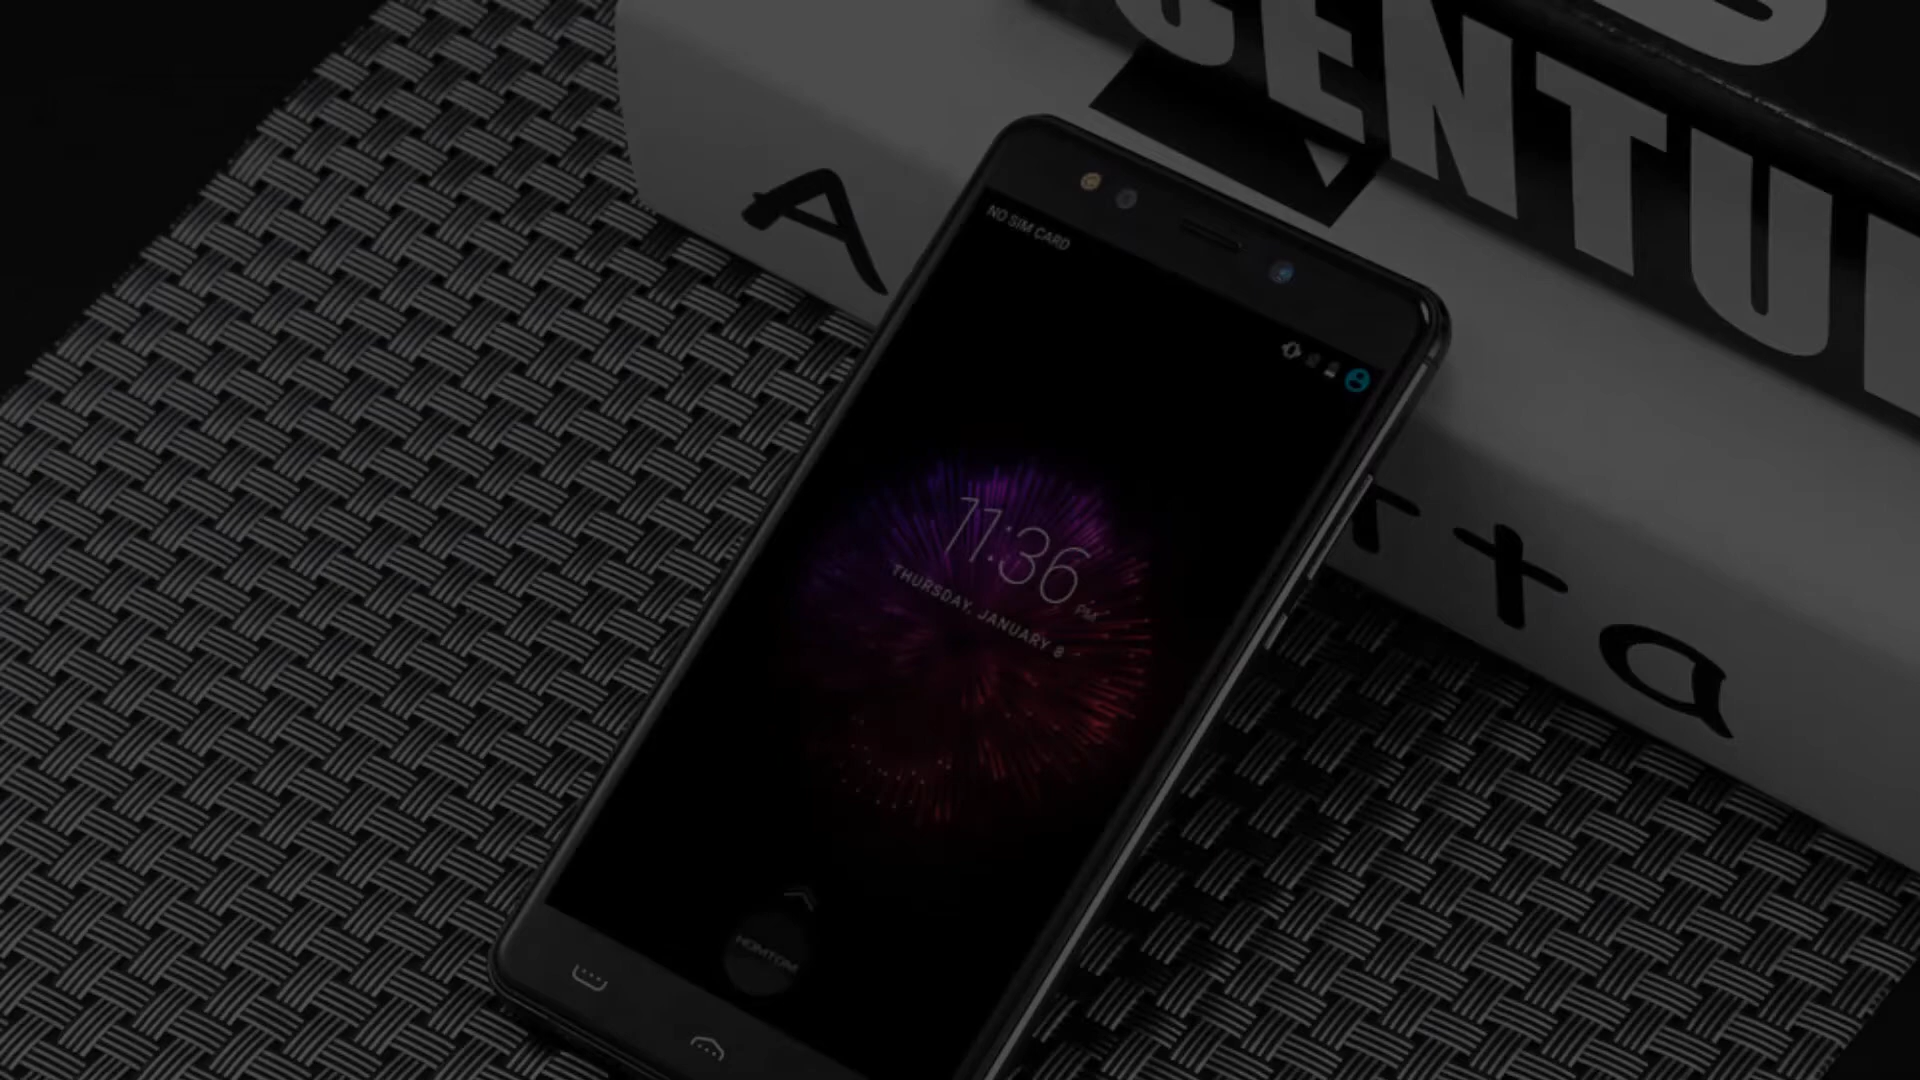 CENTU
A
r t a
NO SIM CARD
11:36 PM
THURSDAY, JANUARY 8
HOMTOM